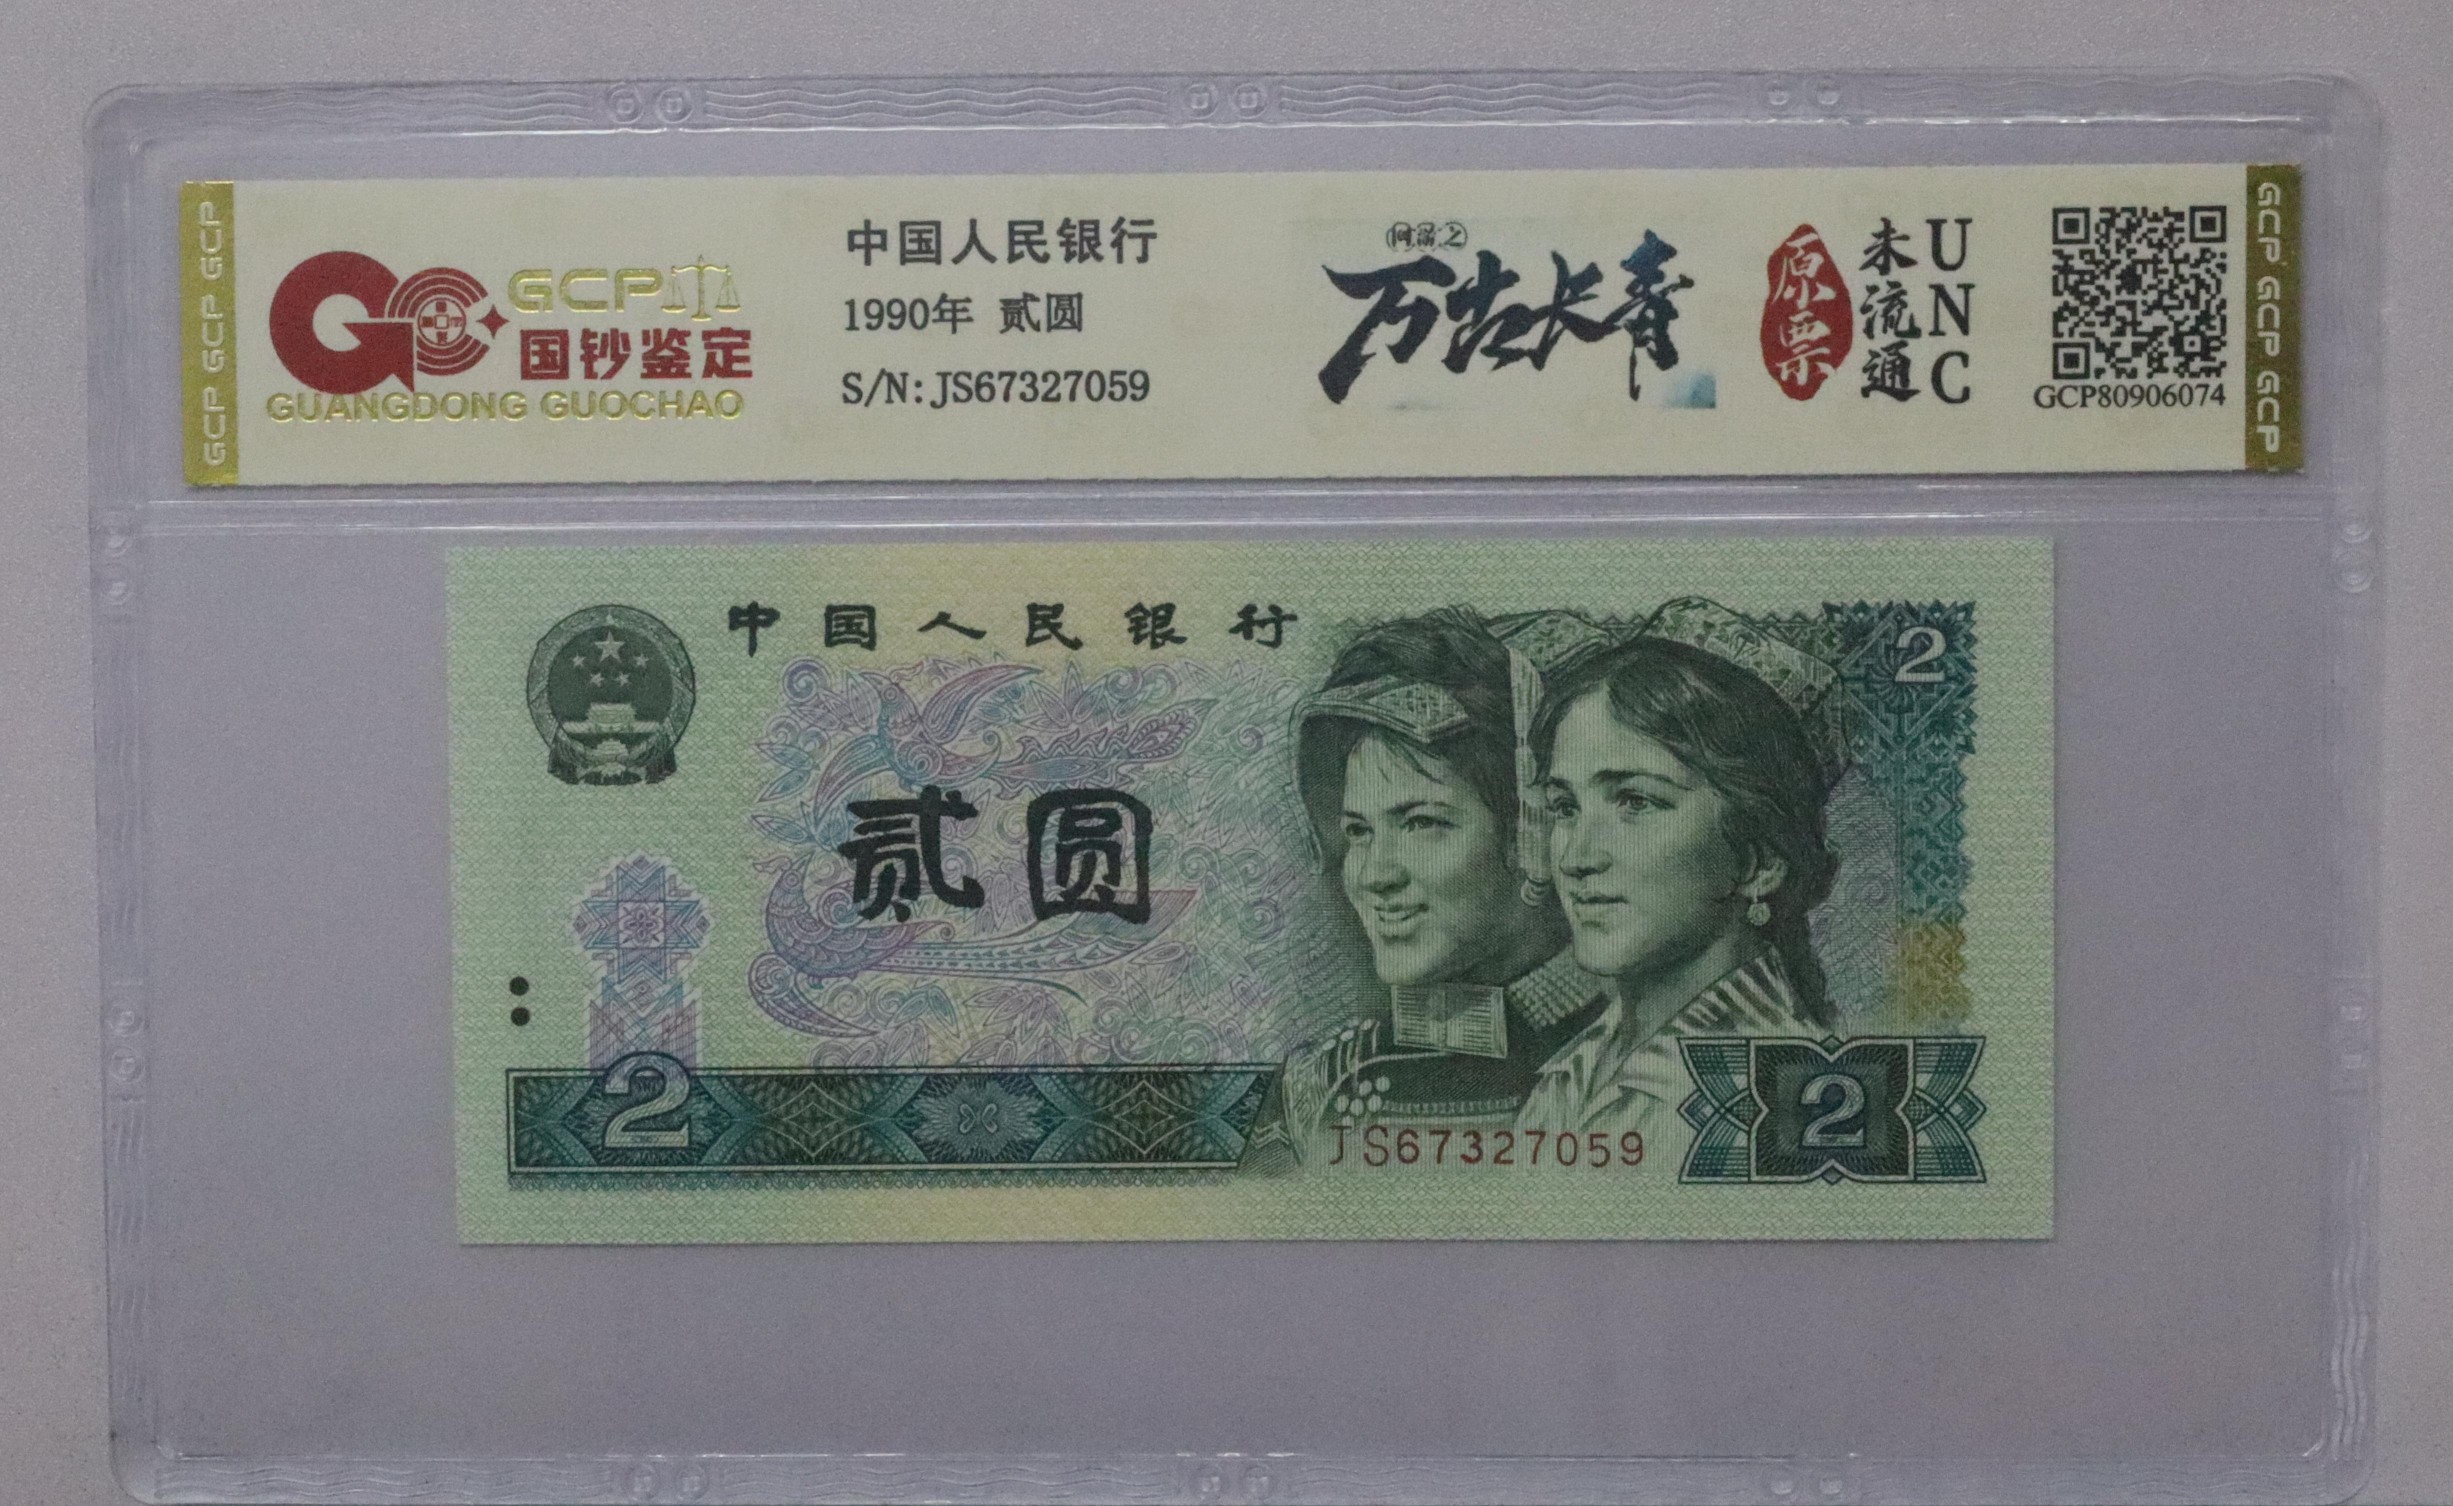 GCP GCP GCP
GCP
国钞鉴定
GUANGDONG GUOCHAO
中国人民银行
1990年 贰圆
S/N: JS67327059
万古长青
原票
未流通
UNC
GCP80906074
GCP GCP GCP
中国人民银行
2
贰圆
2
JS67327059
2